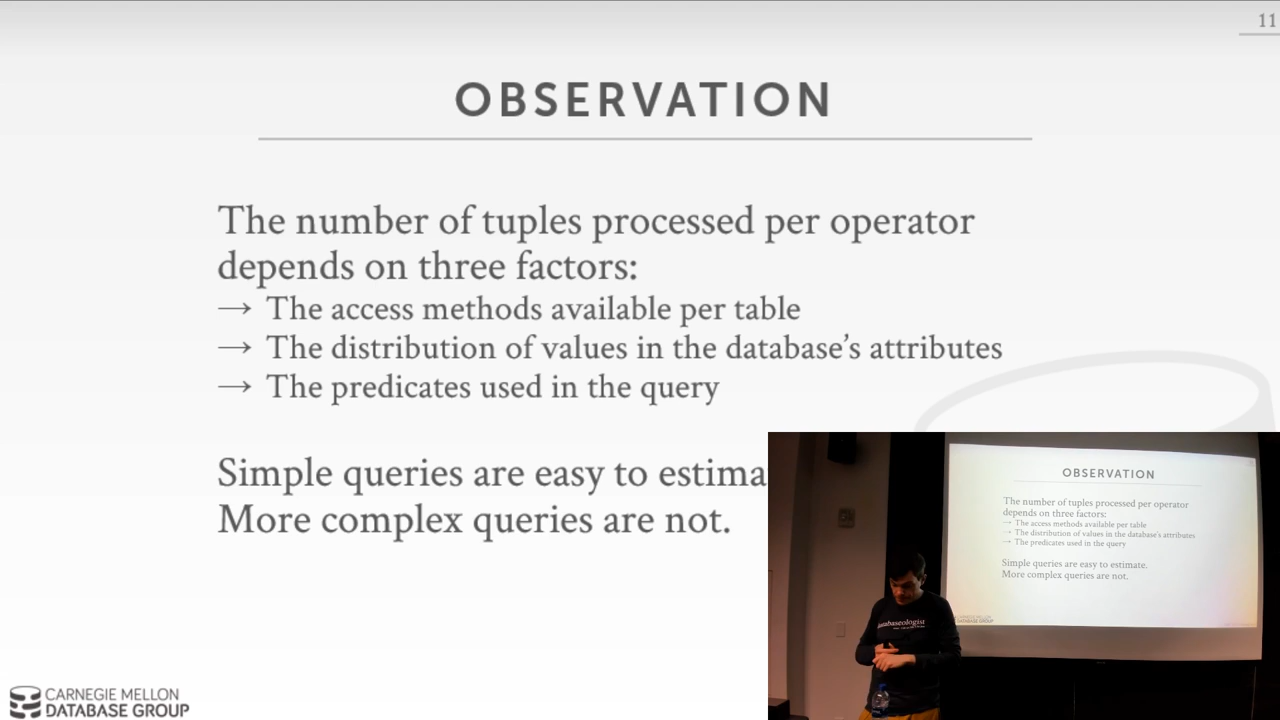 11
OBSERVATION
The number of tuples processed per operator
depends on three factors:
→ The access methods available per table
→ The distribution of values in the database's attributes
→ The predicates used in the query
Simple queries are easy to estima
More complex queries are not.
CARNEGIE MELLON
DATABASE GROUP
OBSERVATION
The number of tuples processed per operator
depends on three factors:
→ The access methods available per table
→ The distribution of values in the database's attributes
→ The predicates used in the query
Simple queries are easy to estimate.
More complex queries are not.
CARNEGIE MELLON
DATABASE GROUP
databaseologist